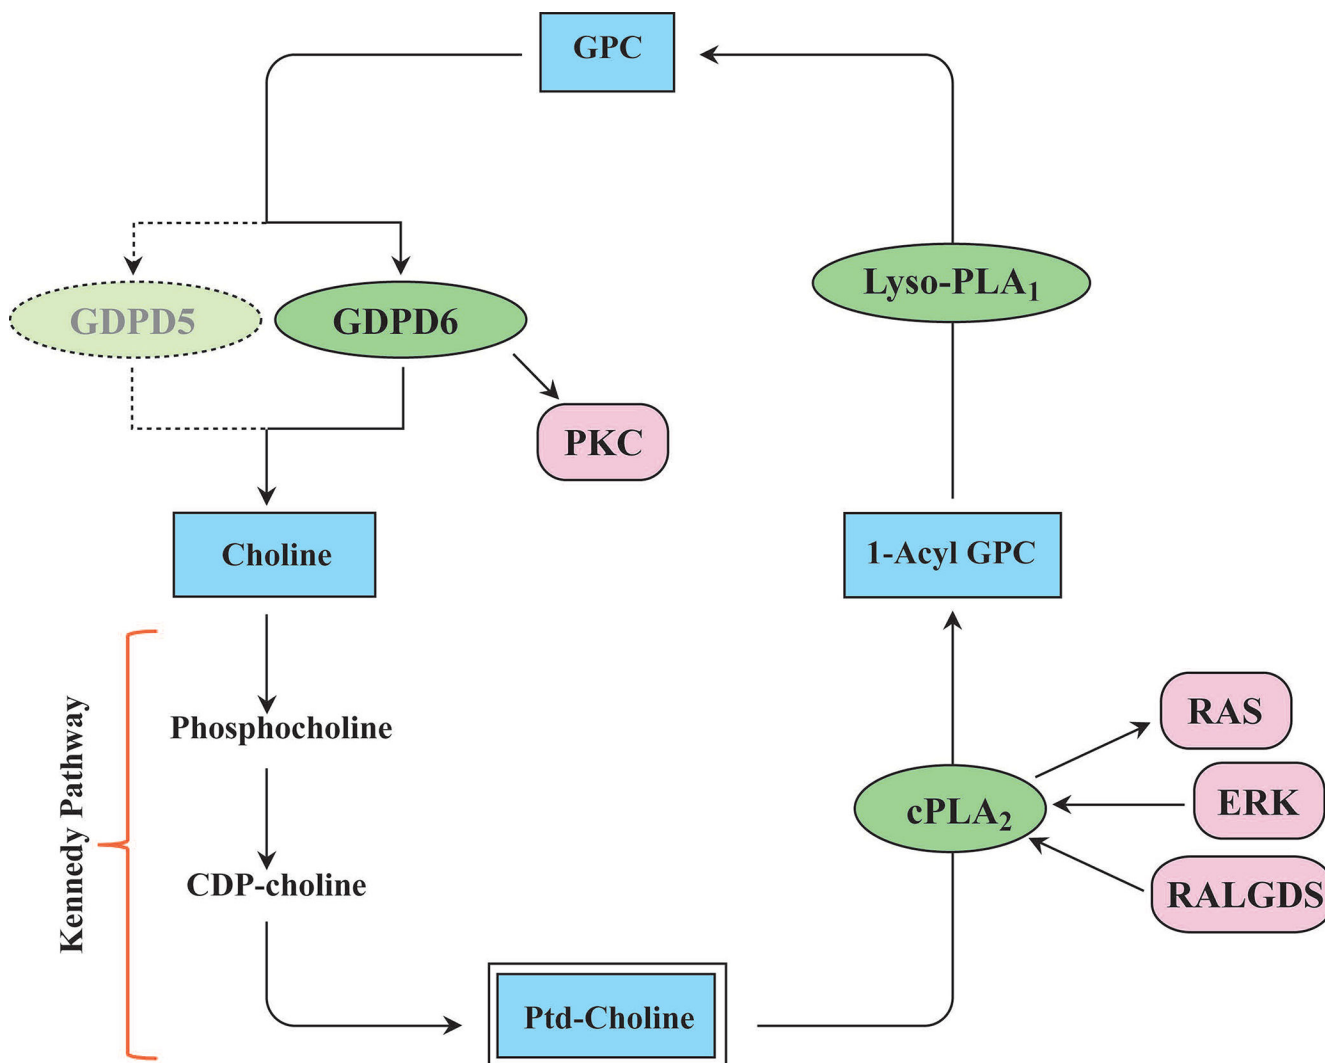 GPC
GDPD5
GDPD6
Lyso-PLA₁
PKC
Choline
1-Acyl GPC
Kennedy Pathway
Phosphocholine
RAS
cPLA₂
ERK
CDP-choline
RALGDS
Ptd-Choline